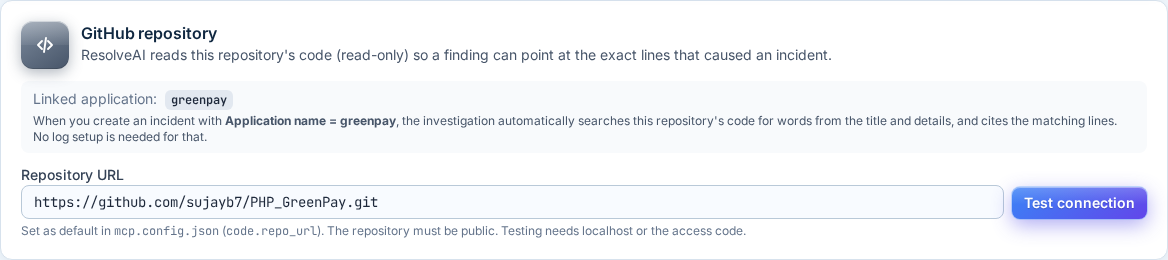 GitHub repository
ResolveAI reads this repository's code (read-only) so a finding can point at the exact lines that caused an incident.
Linked application: greenpay
When you create an incident with Application name = greenpay, the investigation automatically searches this repository's code for words from the title and details, and cites the matching lines.
No log setup is needed for that.
Repository URL
https://github.com/sujayb7/PHP_GreenPay.git
Test connection
Set as default in mcp.config.json (code.repo_url). The repository must be public. Testing needs localhost or the access code.